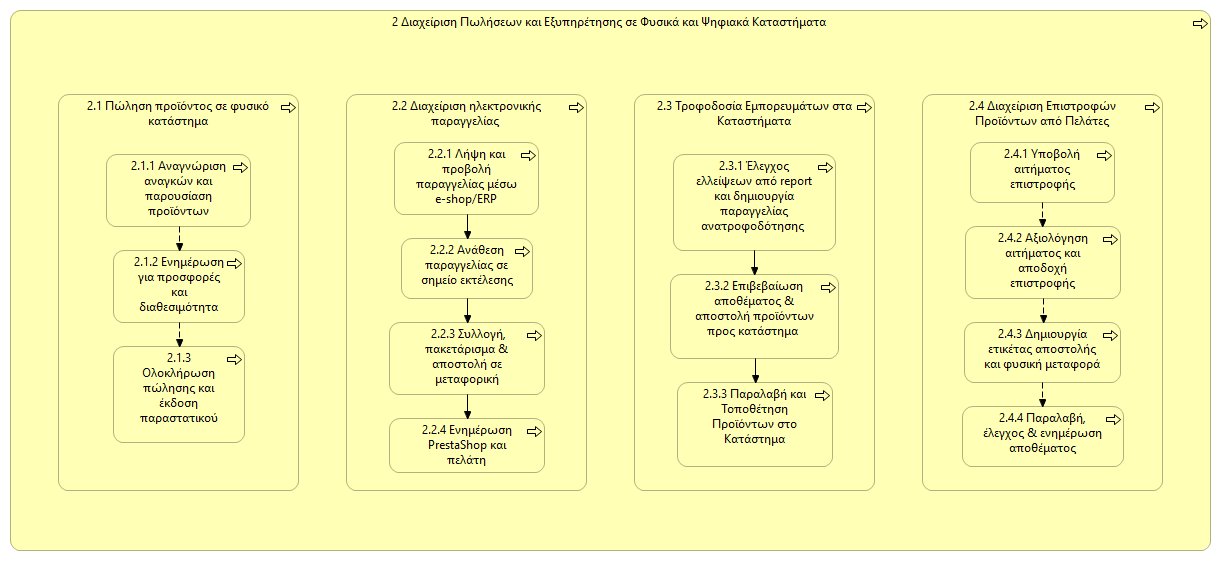 2 Διαχείριση Πωλήσεων και Εξυπηρέτησης σε Φυσικά και Ψηφιακά Καταστήματα
2.1 Πώληση προϊόντος σε φυσικό
κατάστημα
2.1.1 Αναγνώριση
αναγκών και
παρουσίαση
προϊόντων
2.1.2 Ενημέρωση
για προσφορές
και
διαθεσιμότητα
2.1.3
Ολοκλήρωση
πώλησης και
έκδοση
παραστατικού
2.2 Διαχείριση ηλεκτρονικής
παραγγελίας
2.2.1 Λήψη και
προβολή
παραγγελίας μέσω
e-shop/ERP
2.2.2 Ανάθεση
παραγγελίας σε
σημείο εκτέλεσης
2.2.3 Συλλογή,
πακετάρισμα &
αποστολή σε
μεταφορική
2.2.4 Ενημέρωση
PrestaShop και
πελάτη
2.3 Τροφοδοσία Εμπορευμάτων στα
Καταστήματα
2.3.1 Έλεγχος
ελλείψεων από report
και δημιουργία
παραγγελίας
ανατροφοδότησης
2.3.2 Επιβεβαίωση
αποθέματος &
αποστολή προϊόντων
προς κατάστημα
2.3.3 Παραλαβή και
Τοποθέτηση
Προϊόντων στο
Κατάστημα
2.4 Διαχείριση Επιστροφών
Προϊόντων από Πελάτες
2.4.1 Υποβολή
αιτήματος
επιστροφής
2.4.2 Αξιολόγηση
αιτήματος και
αποδοχή
επιστροφής
2.4.3 Δημιουργία
ετικέτας αποστολής
και φυσική μεταφορά
2.4.4 Παραλαβή,
έλεγχος & ενημέρωση
αποθέματος